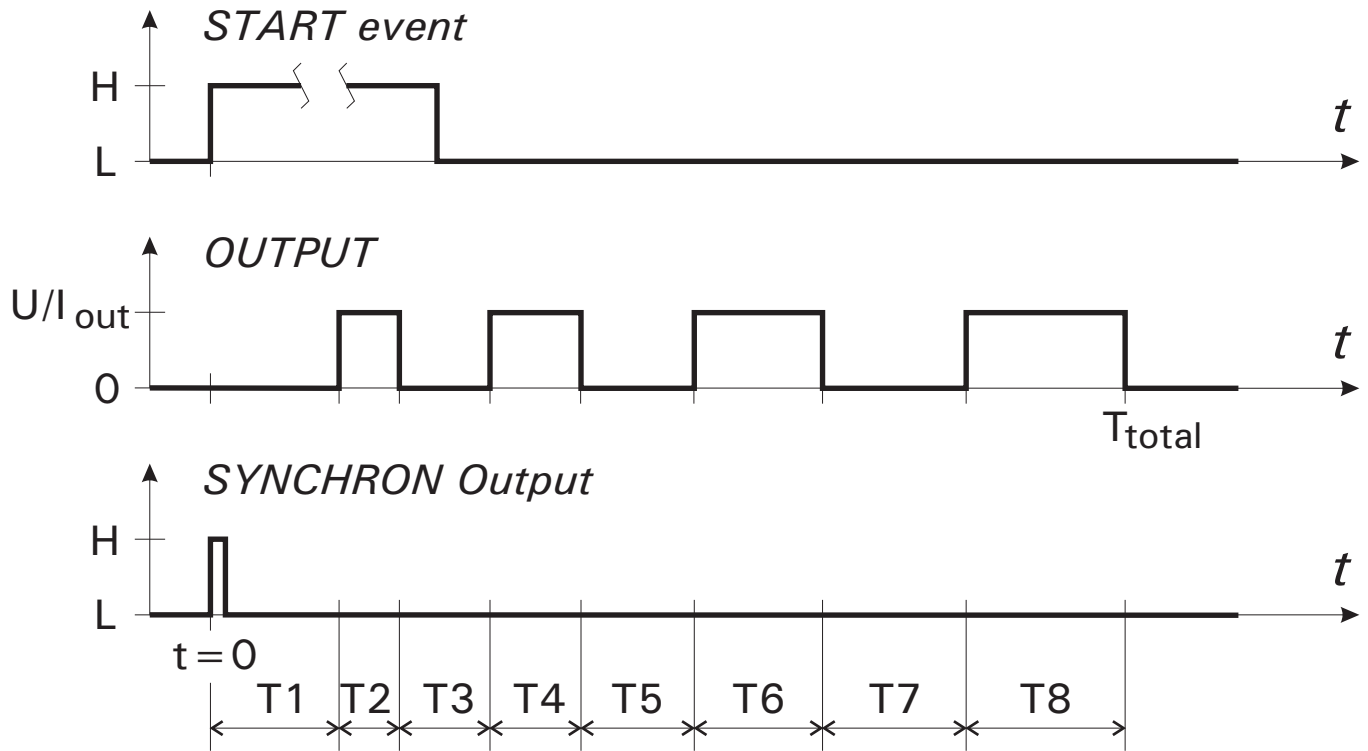 START event
H
L
t
OUTPUT
U/I out
0
t
T total
SYNCHRON Output
H
L
t
t = 0
T1 T2 T3 T4 T5 T6 T7 T8